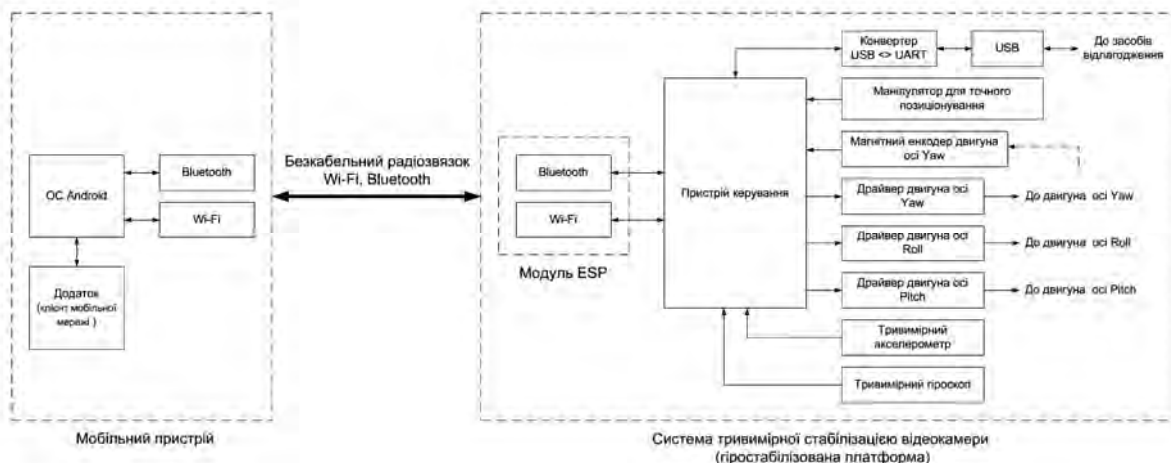 ОС Android
Bluetooth
Wi-Fi
Додаток
(клієнт мобільної
мережі )
Мобільний пристрій
Безкабельний радіозвязок
Wi-Fi, Bluetooth
Bluetooth
Wi-Fi
Модуль ESP
Пристрій керування
Конвертер
USB <> UART
USB
До засобів
відлагодження
Маніпулятор для точного
позиціонування
Магнітний енкодер двигуна
осі Yaw
Драйвер двигуна осі
Yaw
До двигуна осі Yaw
Драйвер двигуна осі
Roll
До двигуна осі Roll
Драйвер двигуна осі
Pitch
До двигуна осі Pitch
Тривимірний
акселерометр
Тривимірний гіроскоп
Система тривимірної стабілізацією відеокамери
(гіростабілізована платформа)